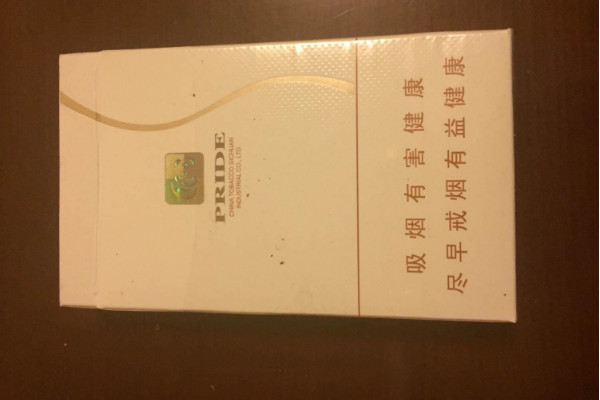 PRIDE
CHINA TOBACCO SICHUAN
INDUSTRIAL CO., LTD
吸烟有害健康
尽早戒烟有益健康